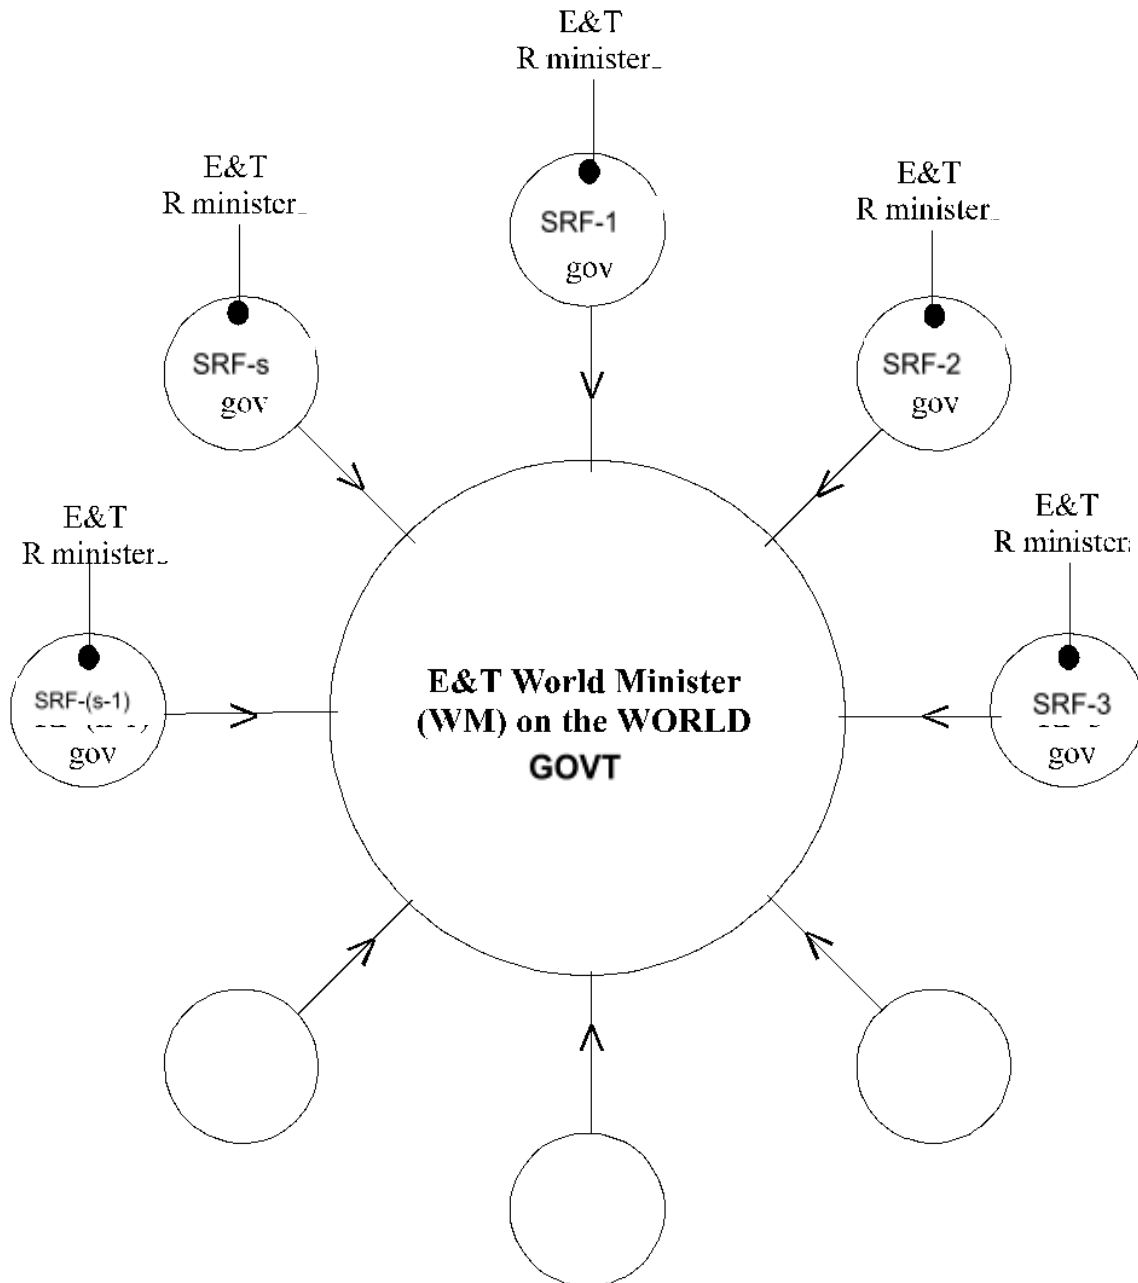 E&T
R minister
SRF-1
gov
E&T
R minister
SRF-s
gov
E&T
R minister
SRF-2
gov
E&T
R minister
SRF-(s-1)
gov
E&T
R minister
SRF-3
gov
E&T World Minister
(WM) on the WORLD
GOVT